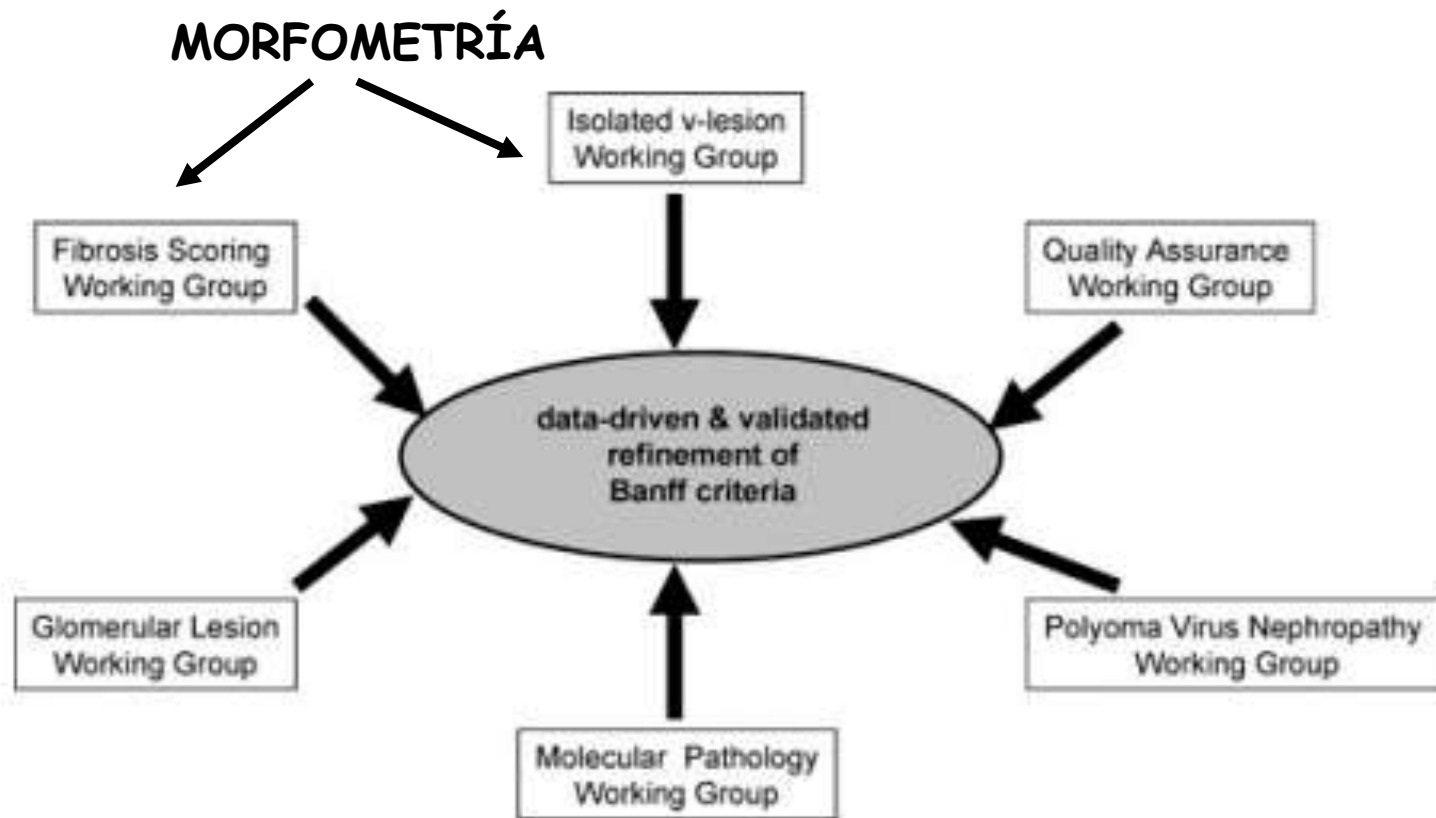 MORFOMETRÍA
Isolated v-lesion
Working Group
Fibrosis Scoring
Working Group
Quality Assurance
Working Group
data-driven & validated
refinement of
Banff criteria
Glomerular Lesion
Working Group
Polyoma Virus Nephropathy
Working Group
Molecular Pathology
Working Group